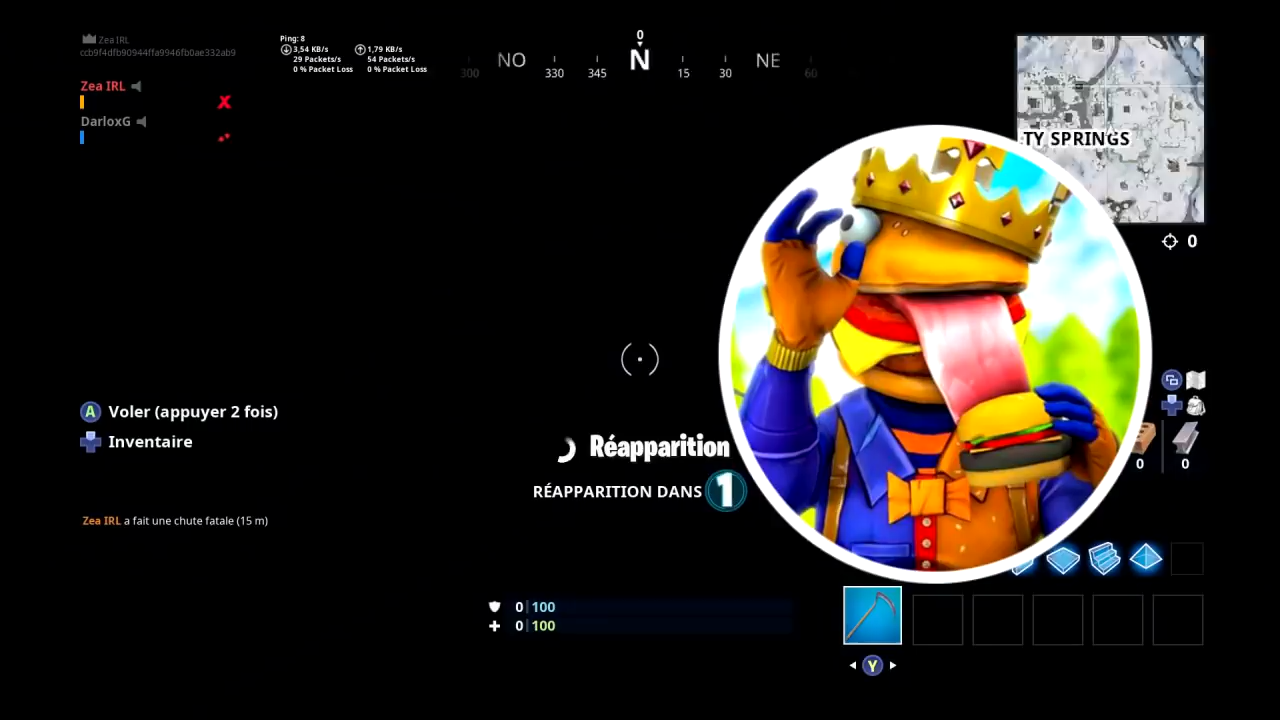 Zea IRL
ccb9f4dfb90944ffa9946fb0ae332ab9
Ping: 8
3,54 KB/s
29 Packets/s
0 % Packet Loss
1,79 KB/s
54 Packets/s
0 % Packet Loss
0
300 NO 330 345 N 15 30 NE 60
Zea IRL
DarloxG
TY SPRINGS
0
A Voler (appuyer 2 fois)
Inventaire
Réapparition
RÉAPPARITION DANS 1
0 0
Zea IRL a fait une chute fatale (15 m)
0 | 100
0 | 100
Y